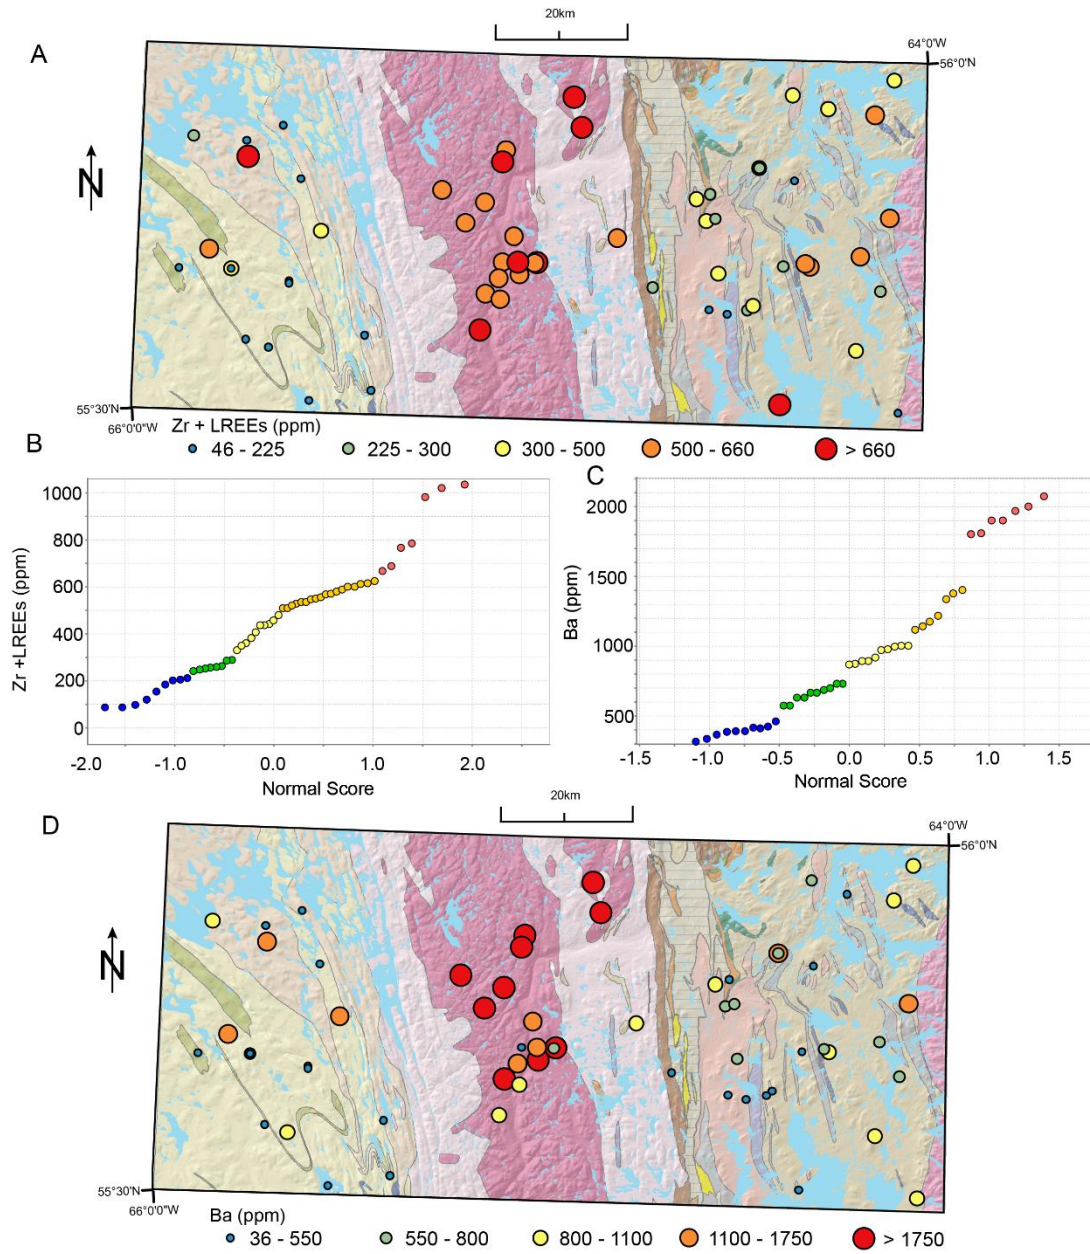 20km
A
64°0'W
56°0'N
N
55°30'N
66°0'0"W
Zr + LREEs (ppm)
46 - 225 225 - 300 300 - 500 500 - 660 > 660
B
C
1000
800
600
400
200
0
Zr +LREEs (ppm)
-2.0 -1.0 0.0 1.0 2.0
Normal Score
2000
1500
1000
500
Ba (ppm)
-1.5 -1.0 -0.5 0.0 0.5 1.0 1.5
Normal Score
20km
D
64°0'W
56°0'N
N
55°30'N
66°0'0"W
Ba (ppm)
36 - 550 550 - 800 800 - 1100 1100 - 1750 > 1750